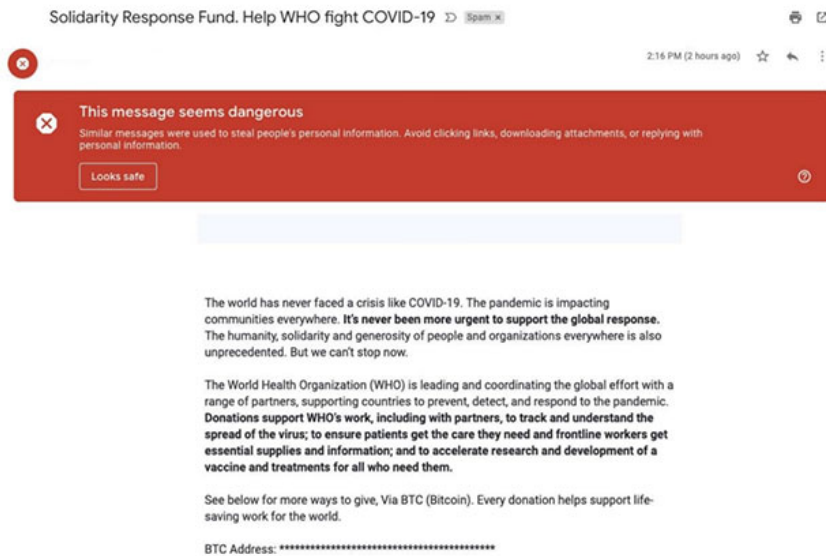 Solidarity Response Fund. Help WHO fight COVID-19 Spam x
2:16 PM (2 hours ago)
This message seems dangerous
Similar messages were used to steal people's personal information. Avoid clicking links, downloading attachments, or replying with
personal information.
Looks safe
The world has never faced a crisis like COVID-19. The pandemic is impacting
communities everywhere. It's never been more urgent to support the global response.
The humanity, solidarity and generosity of people and organizations everywhere is also
unprecedented. But we can't stop now.
The World Health Organization (WHO) is leading and coordinating the global effort with a
range of partners, supporting countries to prevent, detect, and respond to the pandemic.
Donations support WHO's work, including with partners, to track and understand the
spread of the virus; to ensure patients get the care they need and frontline workers get
essential supplies and information; and to accelerate research and development of a
vaccine and treatments for all who need them.
See below for more ways to give, Via BTC (Bitcoin). Every donation helps support life-
saving work for the world.
BTC Address: ******************************************